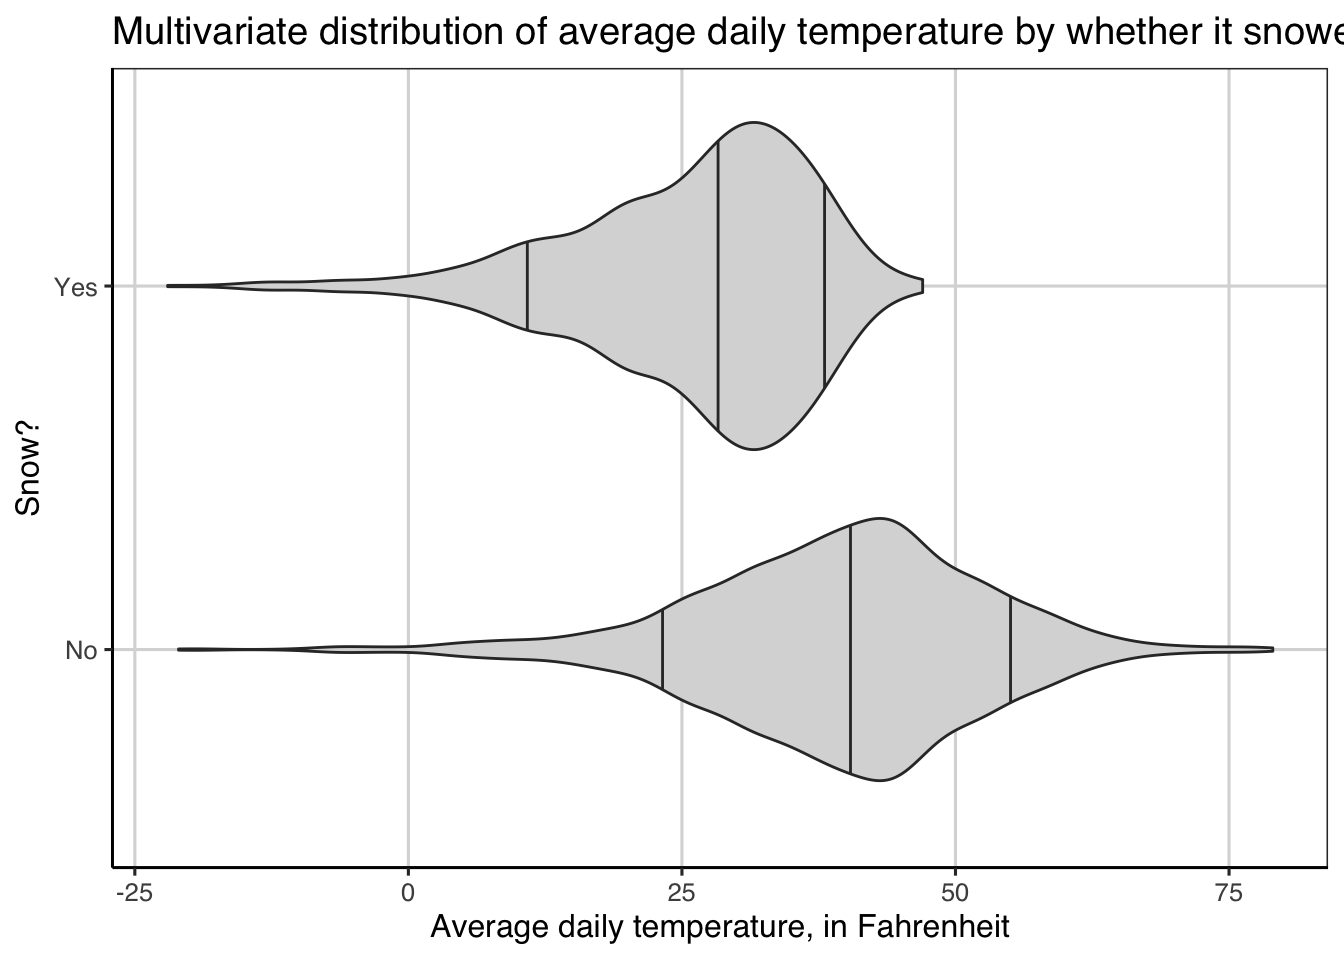 Multivariate distribution of average daily temperature by whether it snowe
Yes
Snow?
No
-25 0 25 50 75
Average daily temperature, in Fahrenheit